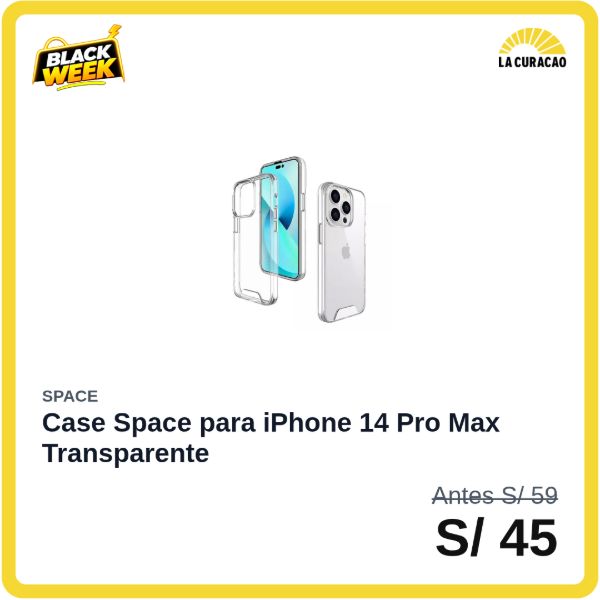 BLACK
WEEK
LA CURACAO
SPACE
Case Space para iPhone 14 Pro Max
Transparente
Antes S/ 59
S/ 45